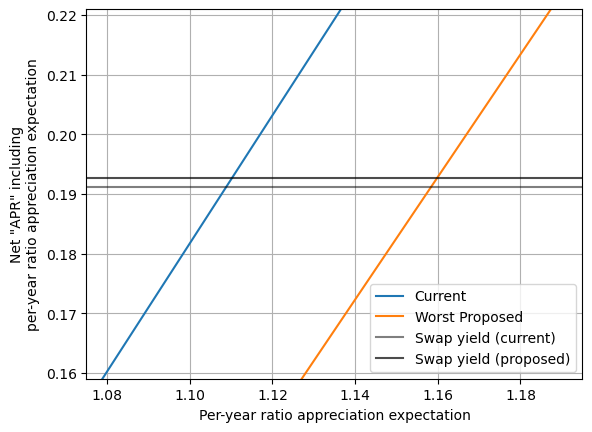 0.22
0.21
0.20
0.19
0.18
0.17
0.16
Net "APR" including
per-year ratio appreciation expectation
Current
Worst Proposed
Swap yield (current)
Swap yield (proposed)
1.08
1.10
1.12
1.14
1.16
1.18
Per-year ratio appreciation expectation